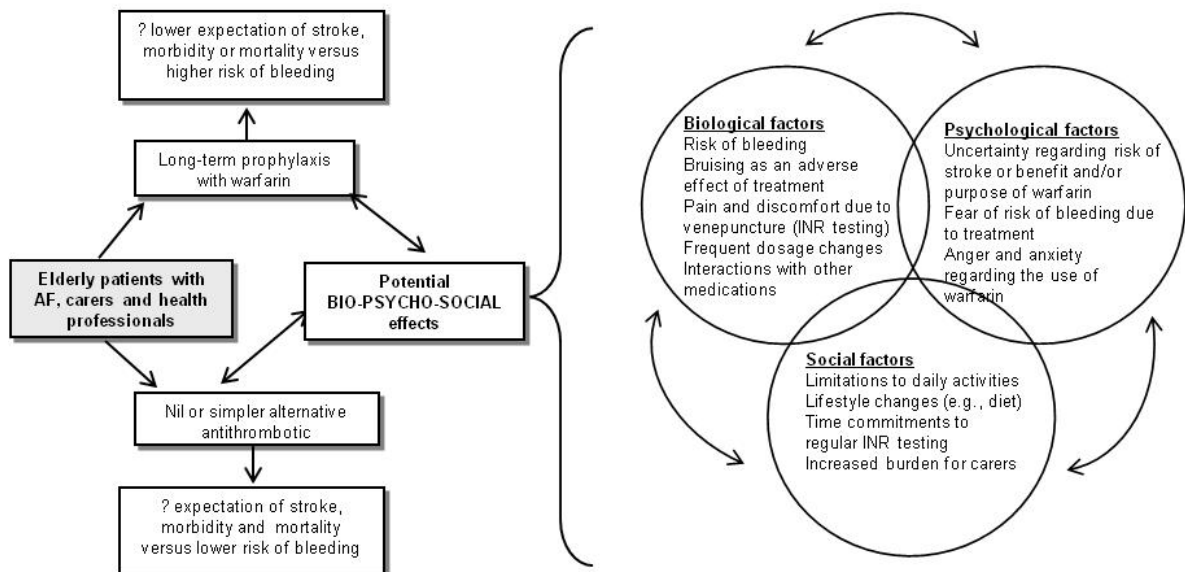 ? lower expectation of stroke,
morbidity or mortality versus
higher risk of bleeding
Long-term prophylaxis
with warfarin
Elderly patients with
AF, carers and health
professionals
Potential
BIO-PSYCHO-SOCIAL
effects
Nil or simpler alternative
antithrombotic
? expectation of stroke,
morbidity and mortality
versus lower risk of bleeding
Biological factors
Risk of bleeding
Bruising as an adverse
effect of treatment
Pain and discomfort due to
venepuncture (INR testing)
Frequent dosage changes
Interactions with other
medications
Psychological factors
Uncertainty regarding risk of
stroke or benefit and/or
purpose of warfarin
Fear of risk of bleeding due
to treatment
Anger and anxiety
regarding the use of
warfarin
Social factors
Limitations to daily activities
Lifestyle changes (e.g., diet)
Time commitments to
regular INR testing
Increased burden for carers